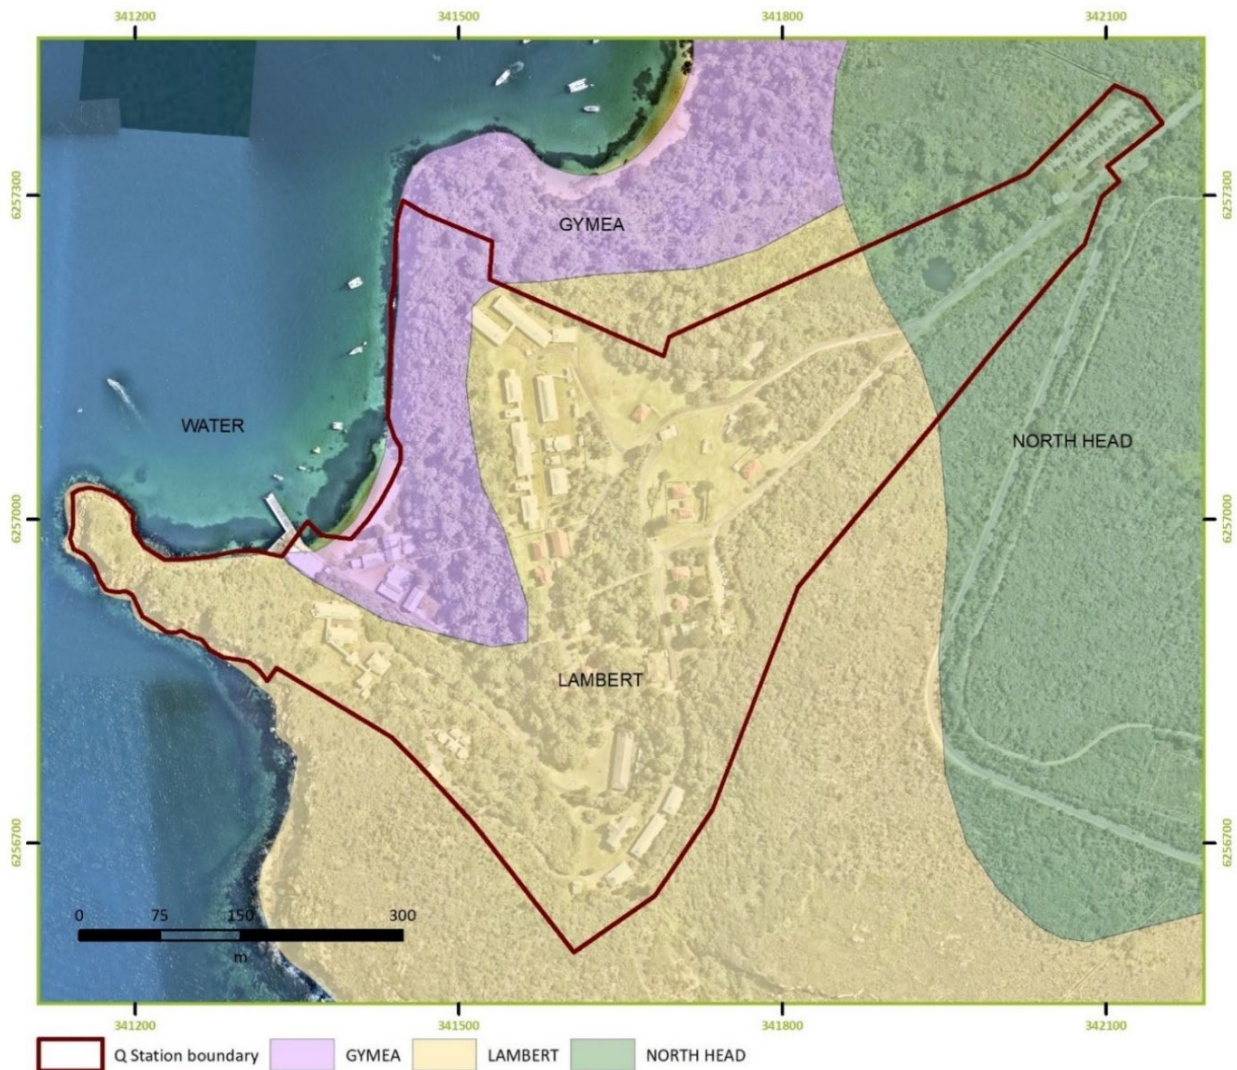 341200 341500 341800 342100
6257300 6257300
GYMEA
WATER
NORTH HEAD
6257000 6257000
LAMBERT
6256700 6256700
0 75 150 300
m
341200 341500 341800 342100
Q Station boundary GYMEA LAMBERT NORTH HEAD